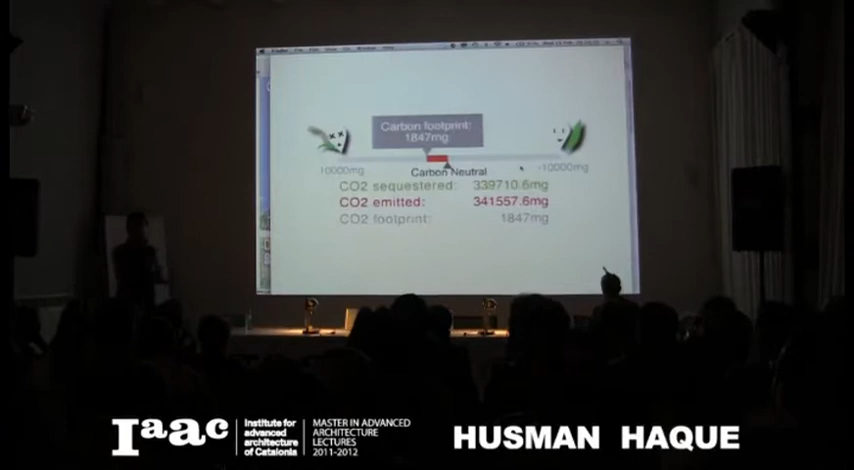 Carbon footprint:
1847mg
10000mg
Carbon Neutral
-10000mg
CO2 sequestered: 339710.6mg
CO2 emitted: 341557.6mg
CO2 footprint: 1847mg
Iaac
Institute for
advanced
architecture
of Catalonia
MASTER IN ADVANCED
ARCHITECTURE
LECTURES
2011-2012
HUSMAN HAQUE